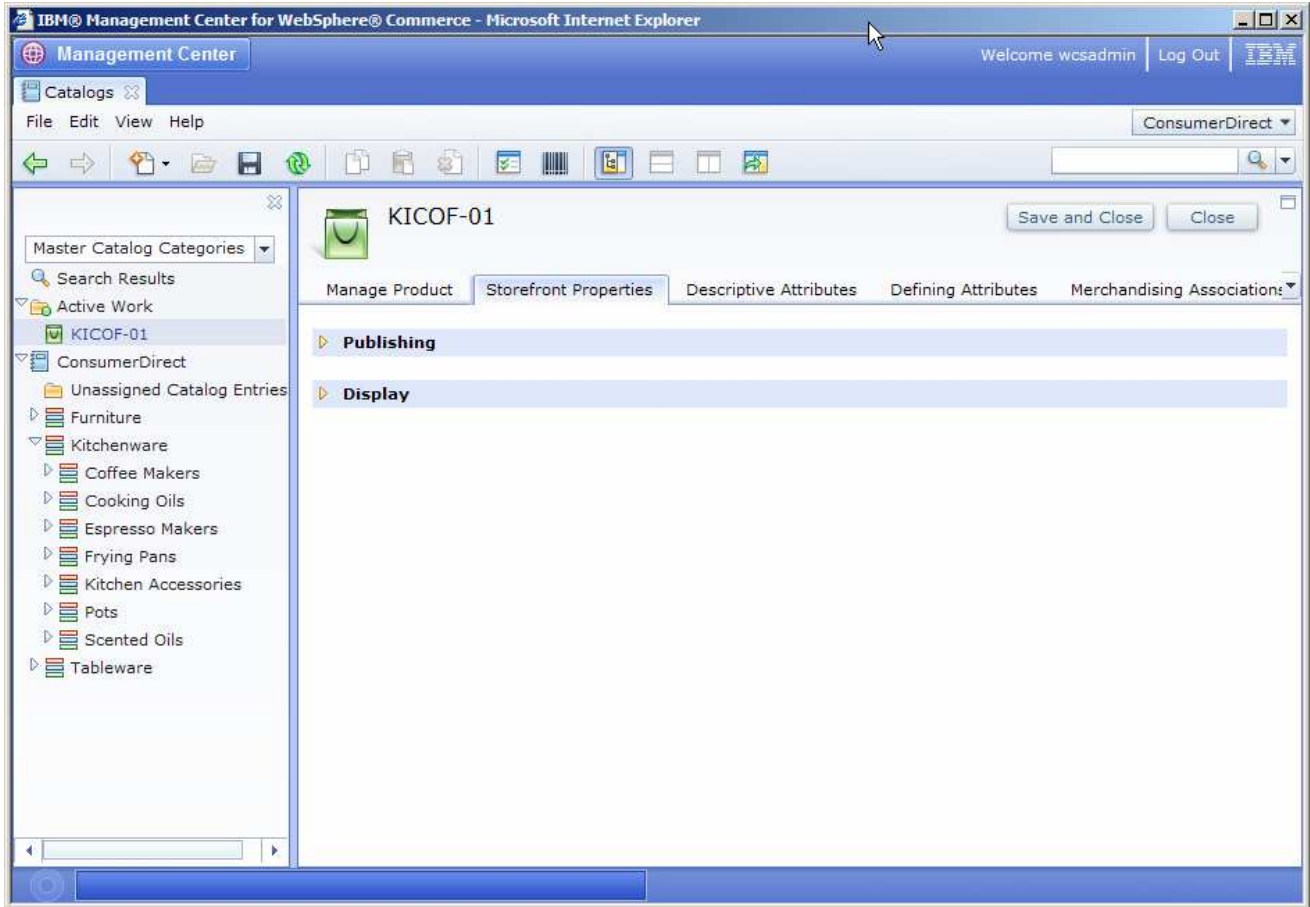 IBM® Management Center for WebSphere® Commerce - Microsoft Internet Explorer
Management Center
Welcome wcsadmin
Log Out
IBM
Catalogs
File Edit View Help
ConsumerDirect
Master Catalog Categories
Search Results
Active Work
KICOF-01
ConsumerDirect
Unassigned Catalog Entries
Furniture
Kitchenware
Coffee Makers
Cooking Oils
Espresso Makers
Frying Pans
Kitchen Accessories
Pots
Scented Oils
Tableware
KICOF-01
Save and Close
Close
Manage Product Storefront Properties Descriptive Attributes Defining Attributes Merchandising Associations
Publishing
Display